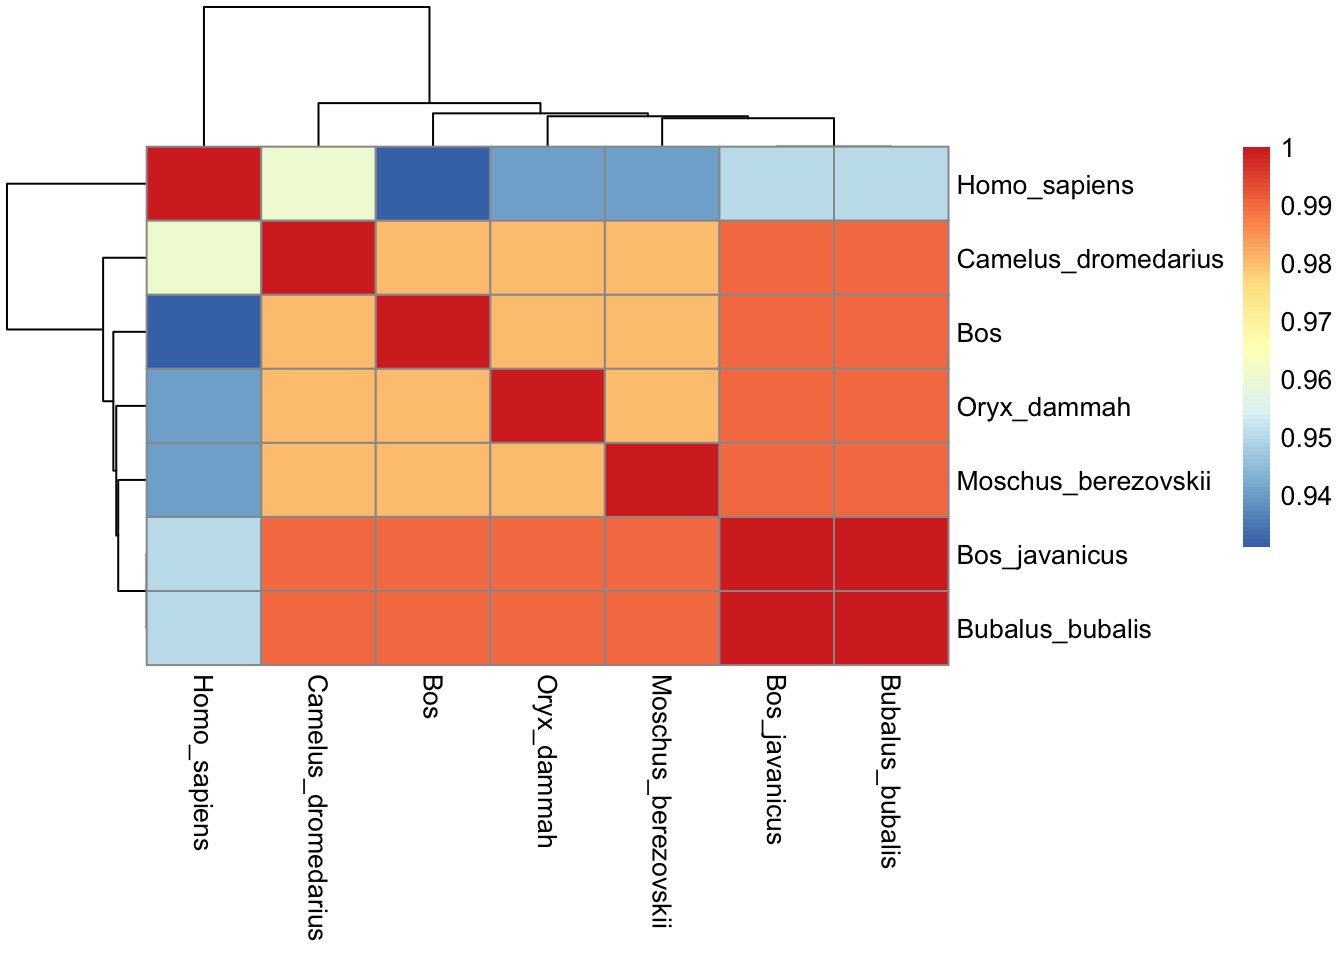 Homo_sapiens
Camelus_dromedarius
Bos
Oryx_dammah
Moschus_berezovskii
Bos_javanicus
Bubalus_bubalis
1
0.99
0.98
0.97
0.96
0.95
0.94
Homo_sapiens
Camelus_dromedarius
Bos
Oryx_dammah
Moschus_berezovskii
Bos_javanicus
Bubalus_bubalis